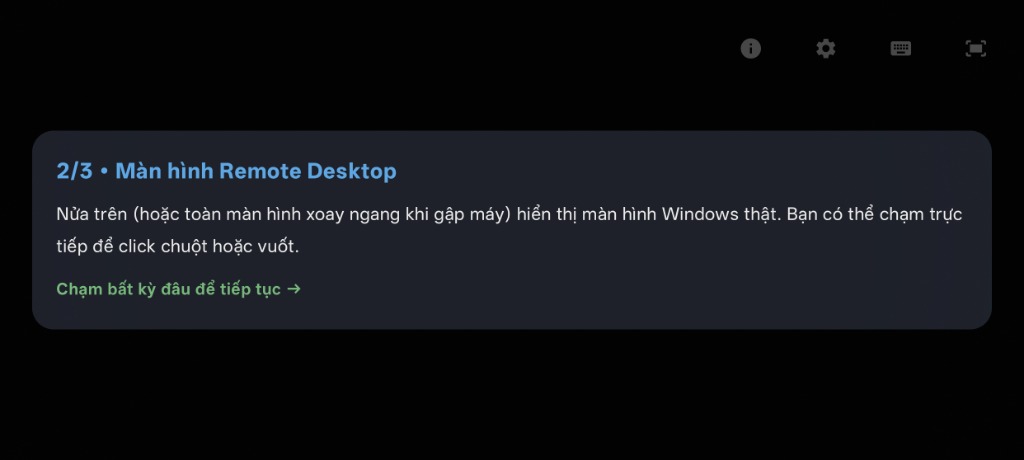 2/3 • Màn hình Remote Desktop
Nửa trên (hoặc toàn màn hình xoay ngang khi gập máy) hiển thị màn hình Windows thật. Bạn có thể chạm trực
tiếp để click chuột hoặc vuốt.
Chạm bất kỳ đâu để tiếp tục →